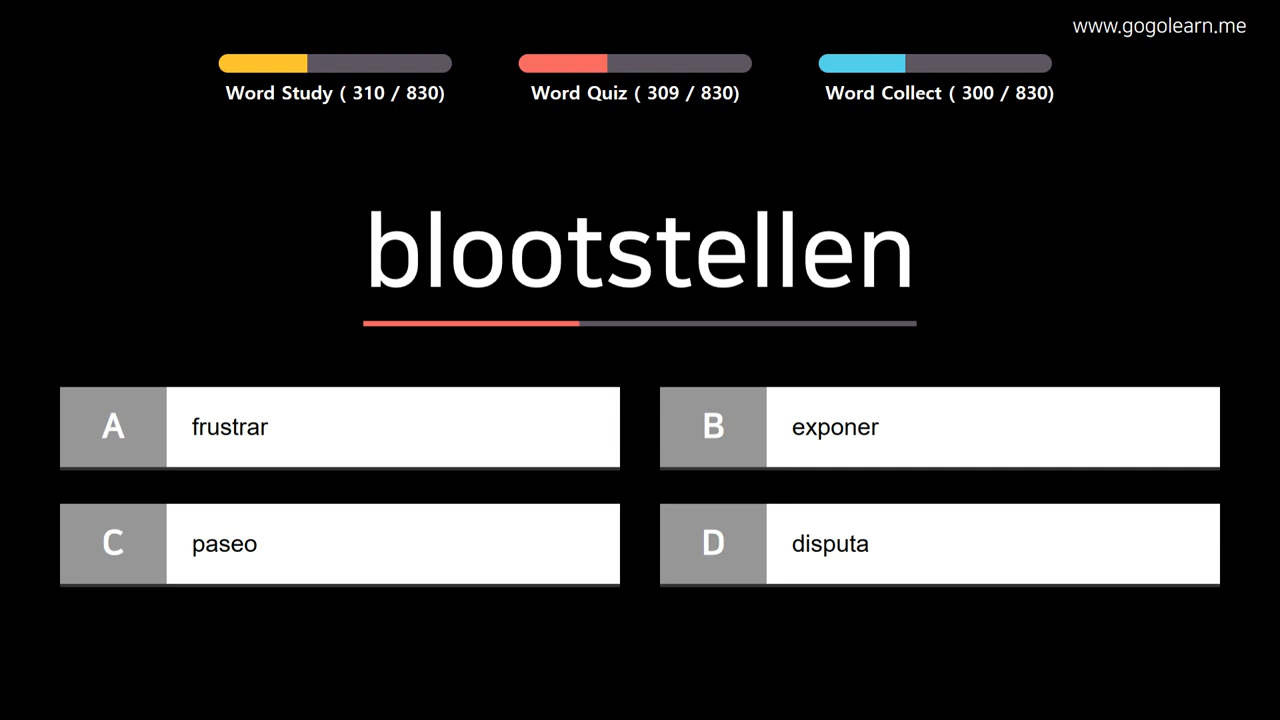 www.gogolearn.me
Word Study ( 310 / 830)
Word Quiz ( 309 / 830)
Word Collect ( 300 / 830)
blootstellen
A frustrar
B exponer
C paseo
D disputa